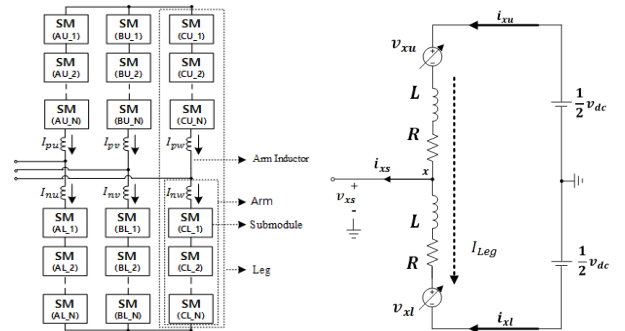 SM SM SM
(AU_1) (BU_1) (CU_1)
SM SM SM
(AU_2) (BU_2) (CU_2)
SM SM SM
(AU_N) (BU_N) (CU_N)
I_pu I_pv I_pw
Arm Inductor
I_nu I_nv I_nw
Arm
SM SM SM
(AL_1) (BL_1) (CL_1)
Submodule
SM SM SM
(AL_2) (BL_2) (CL_2)
Leg
SM SM SM
(AL_N) (BL_N) (CL_N)
i_xu
v_xu
+
−
L
1/2 v_dc
R
i_xs
x
+
v_xs
-
L
I_Leg
R
1/2 v_dc
+
−
v_xl
i_xl